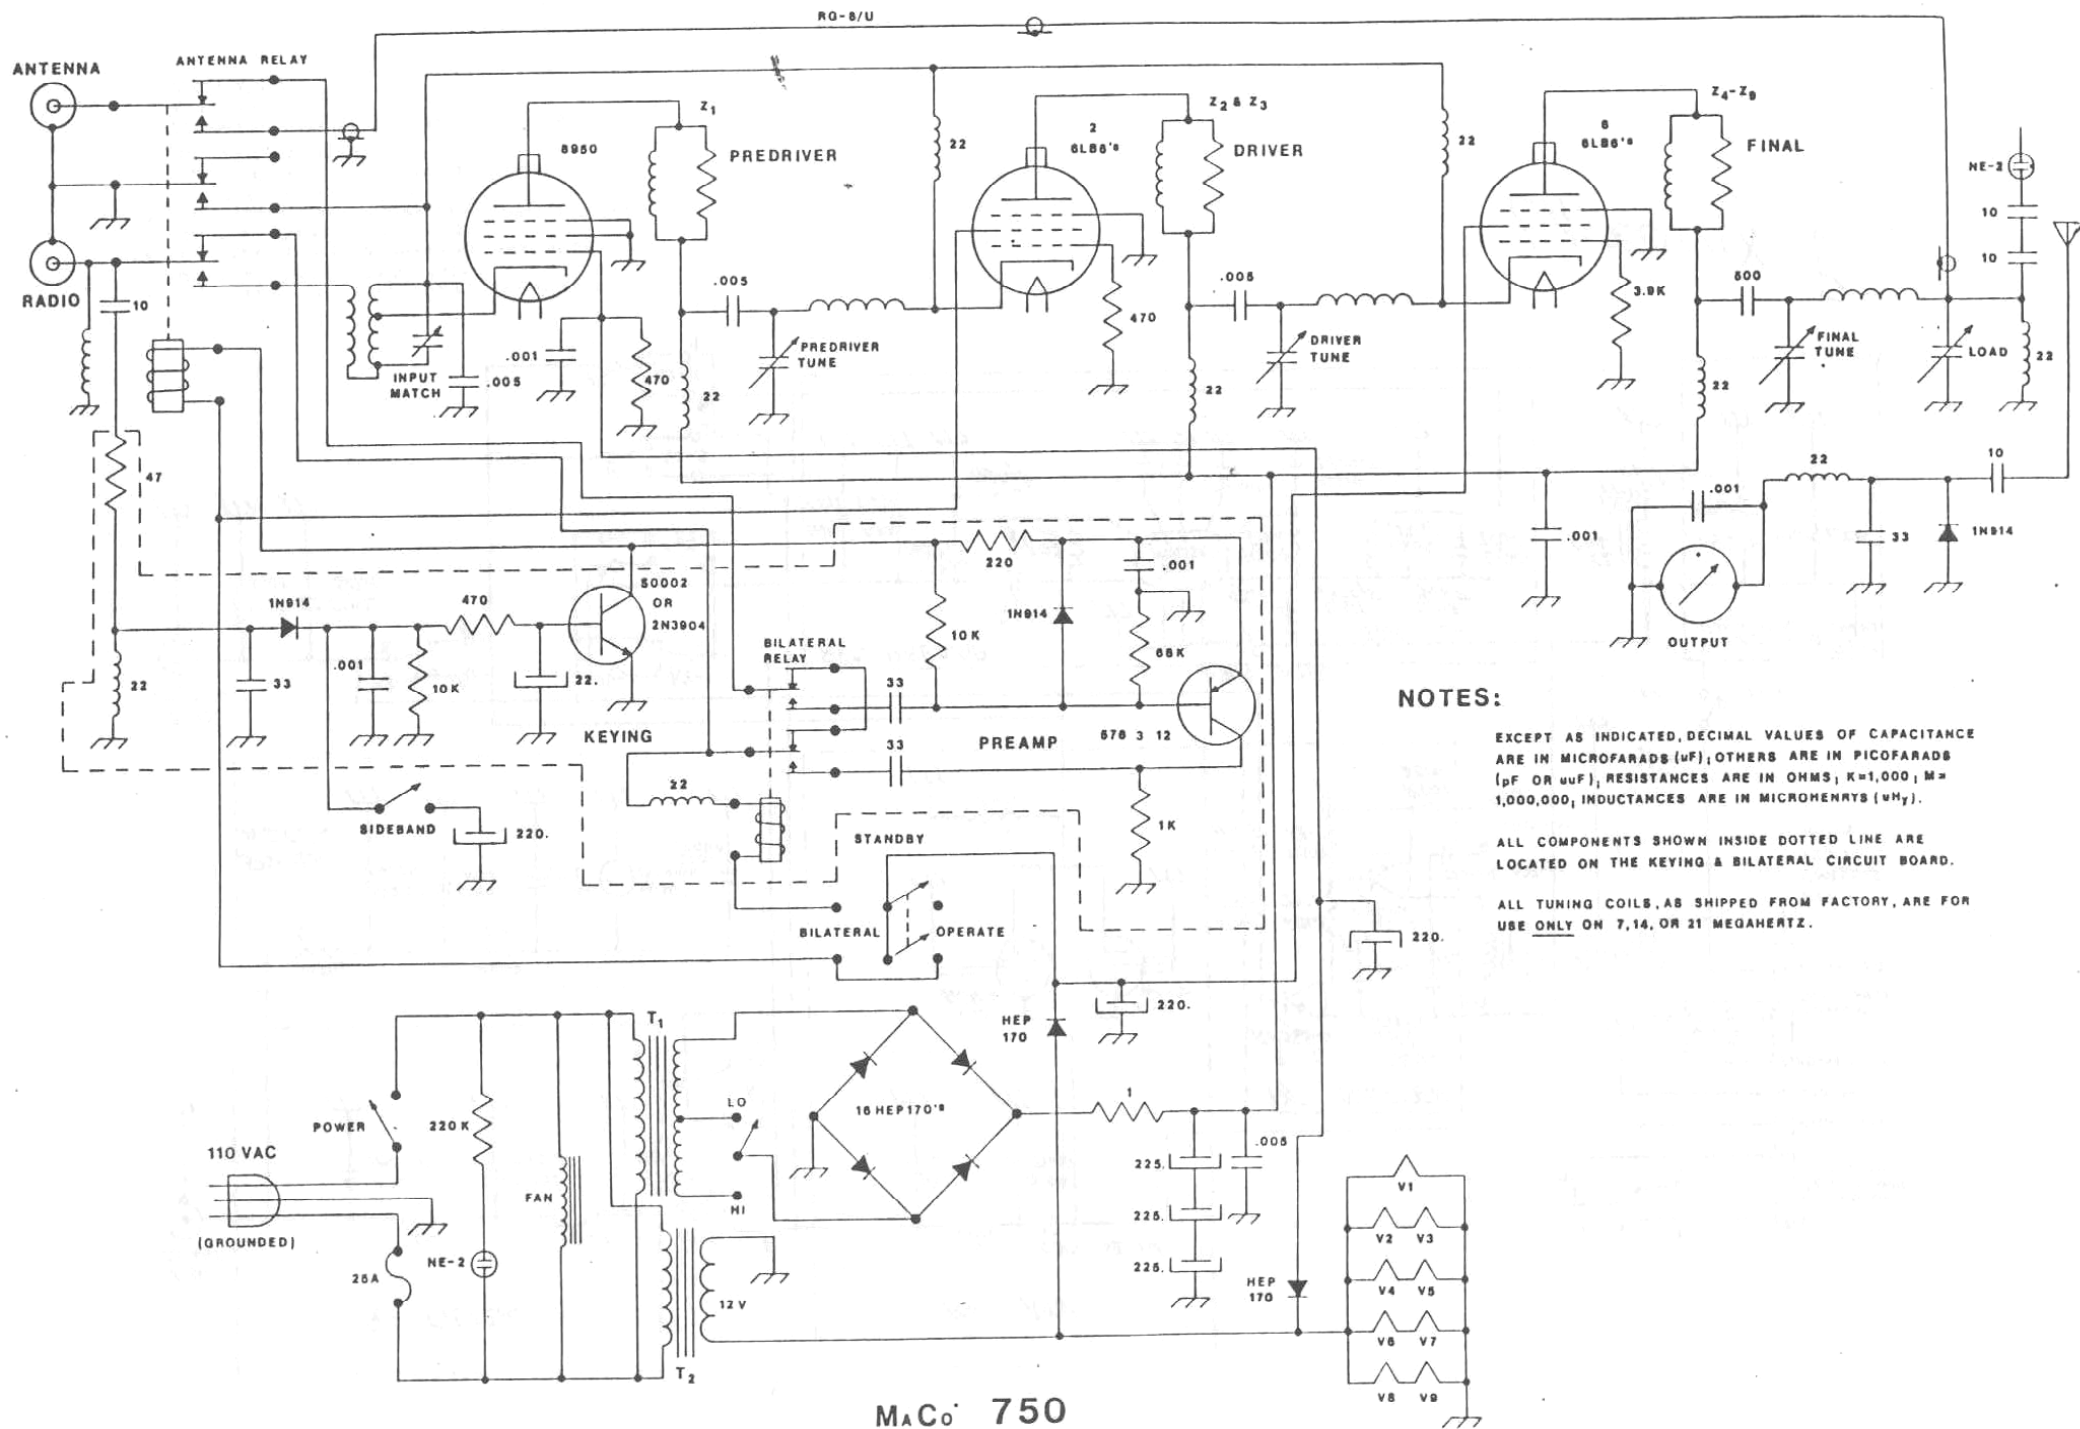 RG-8/U
ANTENNA
ANTENNA RELAY
RADIO
10
47
22
33
1N914
.001
10K
470
22.
S0002
OR
2N3904
KEYING
SIDEBAND
220.
8950
Z1
PREDRIVER
INPUT
MATCH
.005
.001
470
22
.005
PREDRIVER
TUNE
22
2
6LB6's
Z2 & Z3
DRIVER
470
.005
22
DRIVER
TUNE
22
6
6LB6's
Z4-Z9
FINAL
3.9K
500
22
FINAL
TUNE
LOAD
22
NE-2
10
10
10
22
.001
33
1N914
OUTPUT
.001
220
10K
1N914
.001
68K
BILATERAL
RELAY
33
33
PREAMP
676 3 12
22
1K
STANDBY
BILATERAL
OPERATE
220.
220.
HEP
170
NOTES:
EXCEPT AS INDICATED, DECIMAL VALUES OF CAPACITANCE
ARE IN MICROFARADS (uF); OTHERS ARE IN PICOFARADS
(pF OR uuF); RESISTANCES ARE IN OHMS; K=1,000; M=
1,000,000; INDUCTANCES ARE IN MICROHENRYS (uHy).
ALL COMPONENTS SHOWN INSIDE DOTTED LINE ARE
LOCATED ON THE KEYING & BILATERAL CIRCUIT BOARD.
ALL TUNING COILS, AS SHIPPED FROM FACTORY, ARE FOR
USE ONLY ON 7, 14, OR 21 MEGAHERTZ.
110 VAC
(GROUNDED)
POWER
25A
220K
NE-2
FAN
T1
LO
HI
16 HEP170's
T2
12V
1
225.
225.
225.
.005
HEP
170
V1
V2 V3
V4 V5
V6 V7
V8 V9
MACO 750